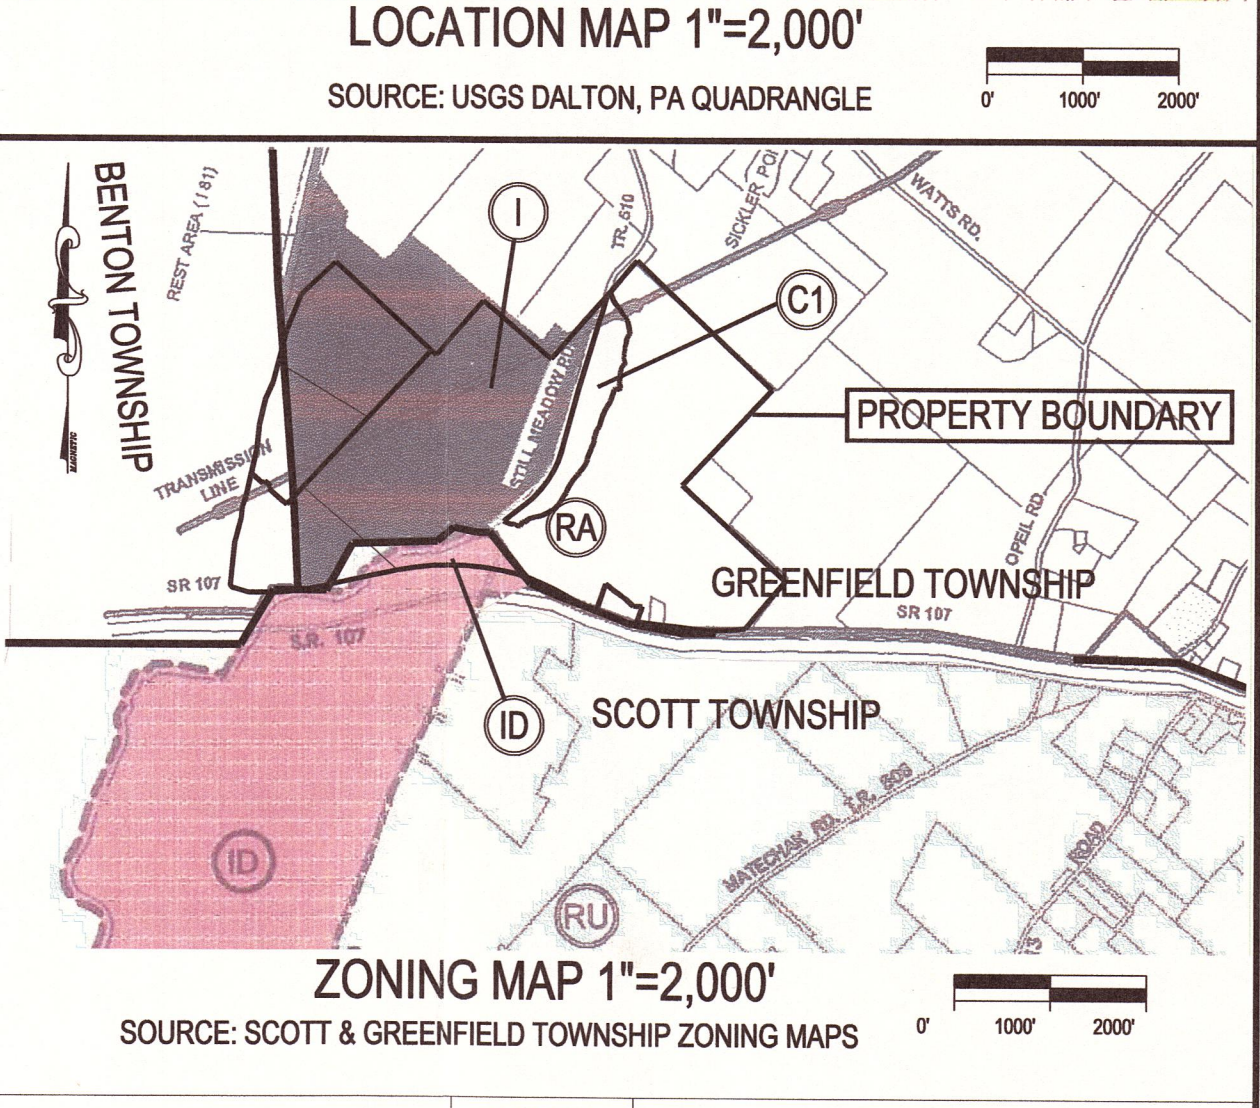 LOCATION MAP 1"=2,000'
SOURCE: USGS DALTON, PA QUADRANGLE
0' 1000' 2000'
BENTON TOWNSHIP
REST AREA (I 81)
I
TR. 510
SICKLER
WATTS RD.
C1
PROPERTY BOUNDARY
STILL MEADOW RD.
MAGNETIC
TRANSMISSION
LINE
RA
OPEIL RD.
SR 107
GREENFIELD TOWNSHIP
SR 107
S.R. 107
ID
SCOTT TOWNSHIP
MATECHAK RD. T.R. 506
ROAD
ID
RU
ZONING MAP 1"=2,000'
SOURCE: SCOTT & GREENFIELD TOWNSHIP ZONING MAPS
0' 1000' 2000'